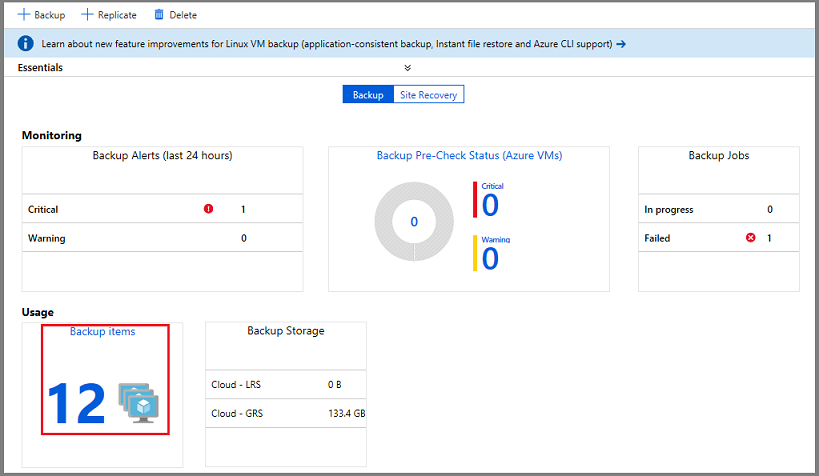 Backup Replicate Delete
Learn about new feature improvements for Linux VM backup (application-consistent backup, Instant file restore and Azure CLI support) →
Essentials
Backup Site Recovery
Monitoring
Backup Alerts (last 24 hours)
Critical 1
Warning 0
Backup Pre-Check Status (Azure VMs)
0
Critical
0
Warning
0
Backup Jobs
In progress 0
Failed 1
Usage
Backup items
12
Backup Storage
Cloud - LRS 0 B
Cloud - GRS 133.4 GB